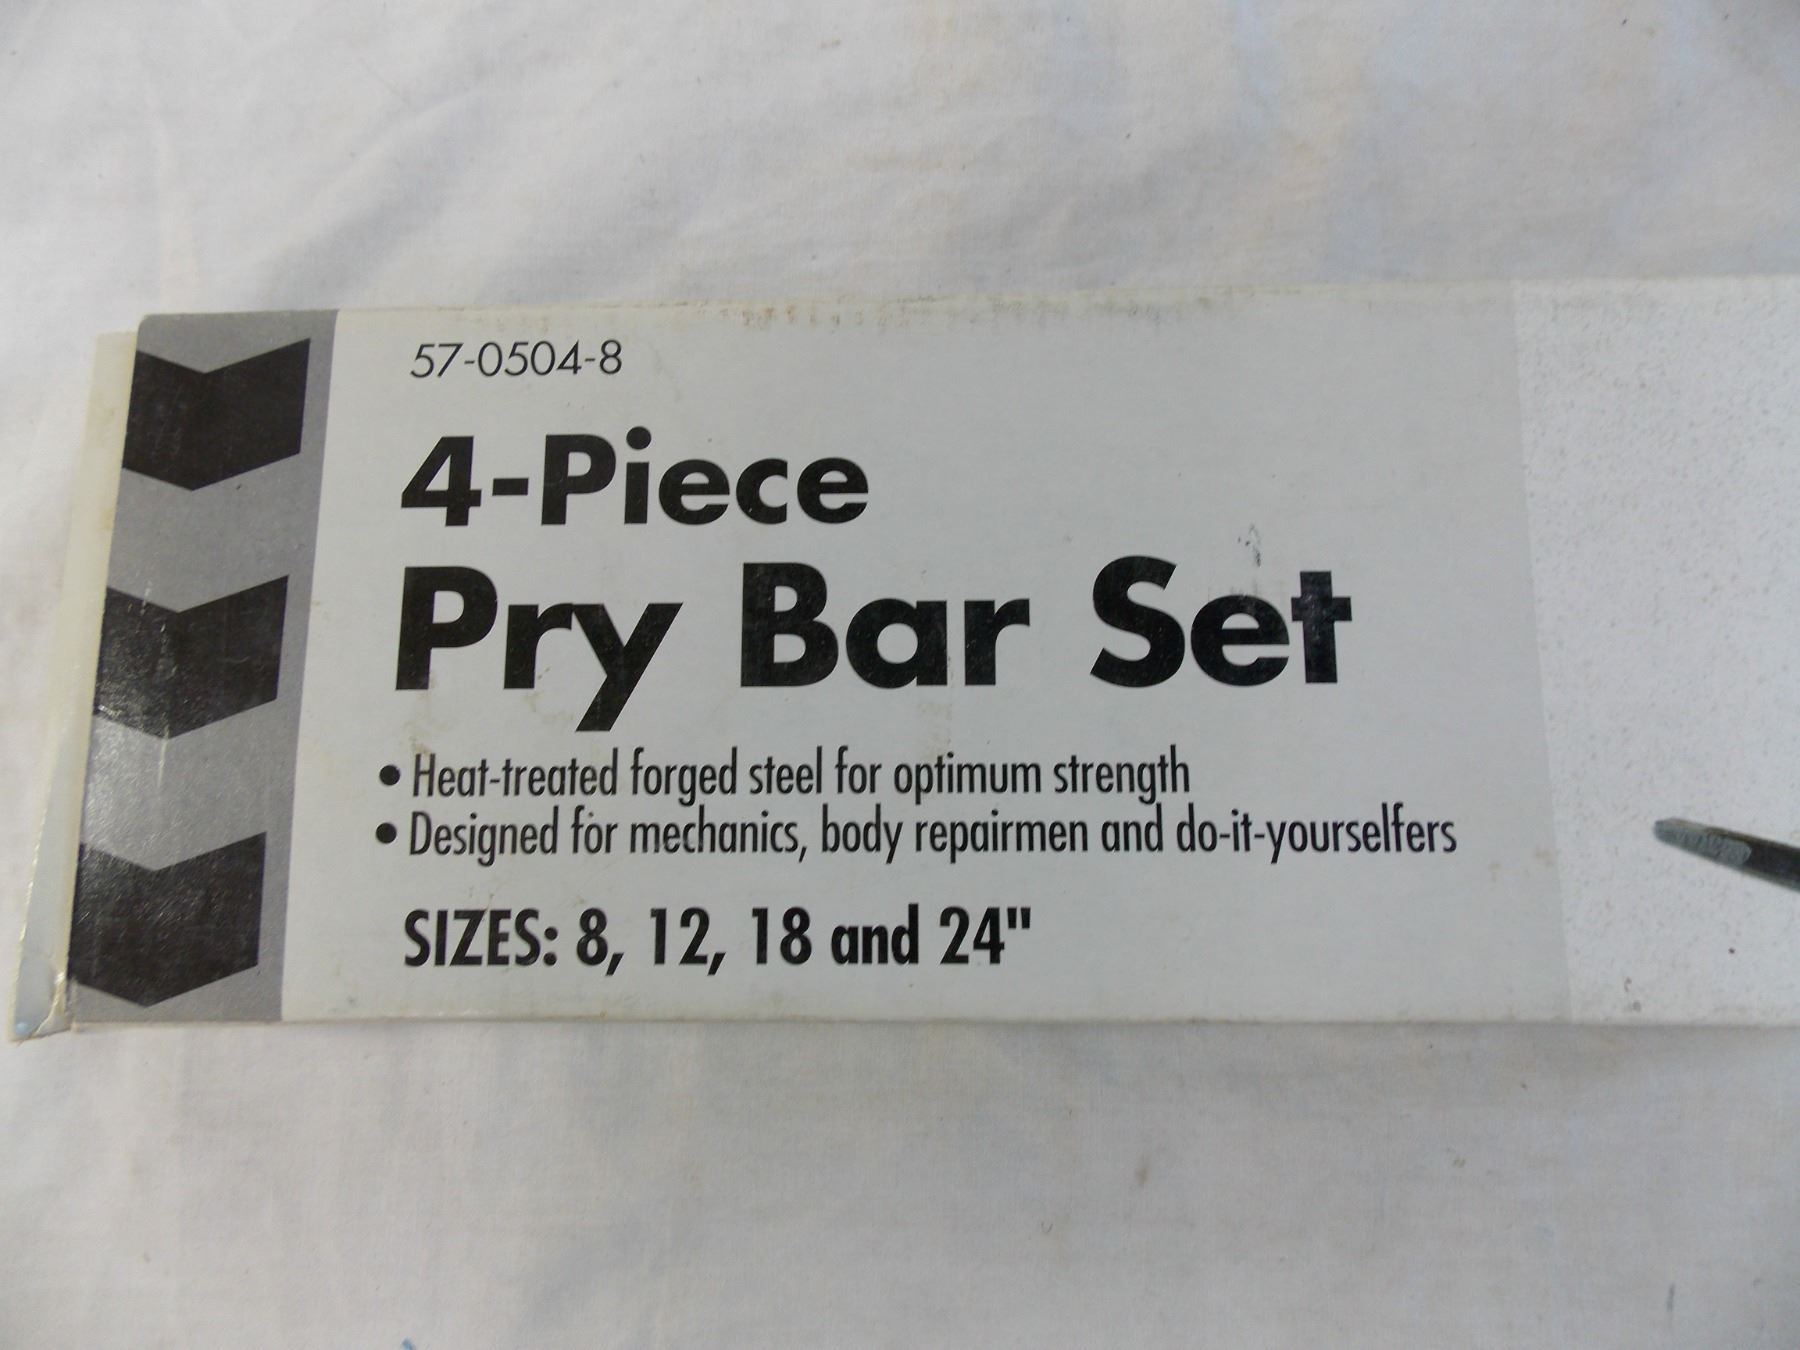 57-0504-8
4-Piece
Pry Bar Set
• Heat-treated forged steel for optimum strength
• Designed for mechanics, body repairmen and do-it-yourselfers
SIZES: 8, 12, 18 and 24"